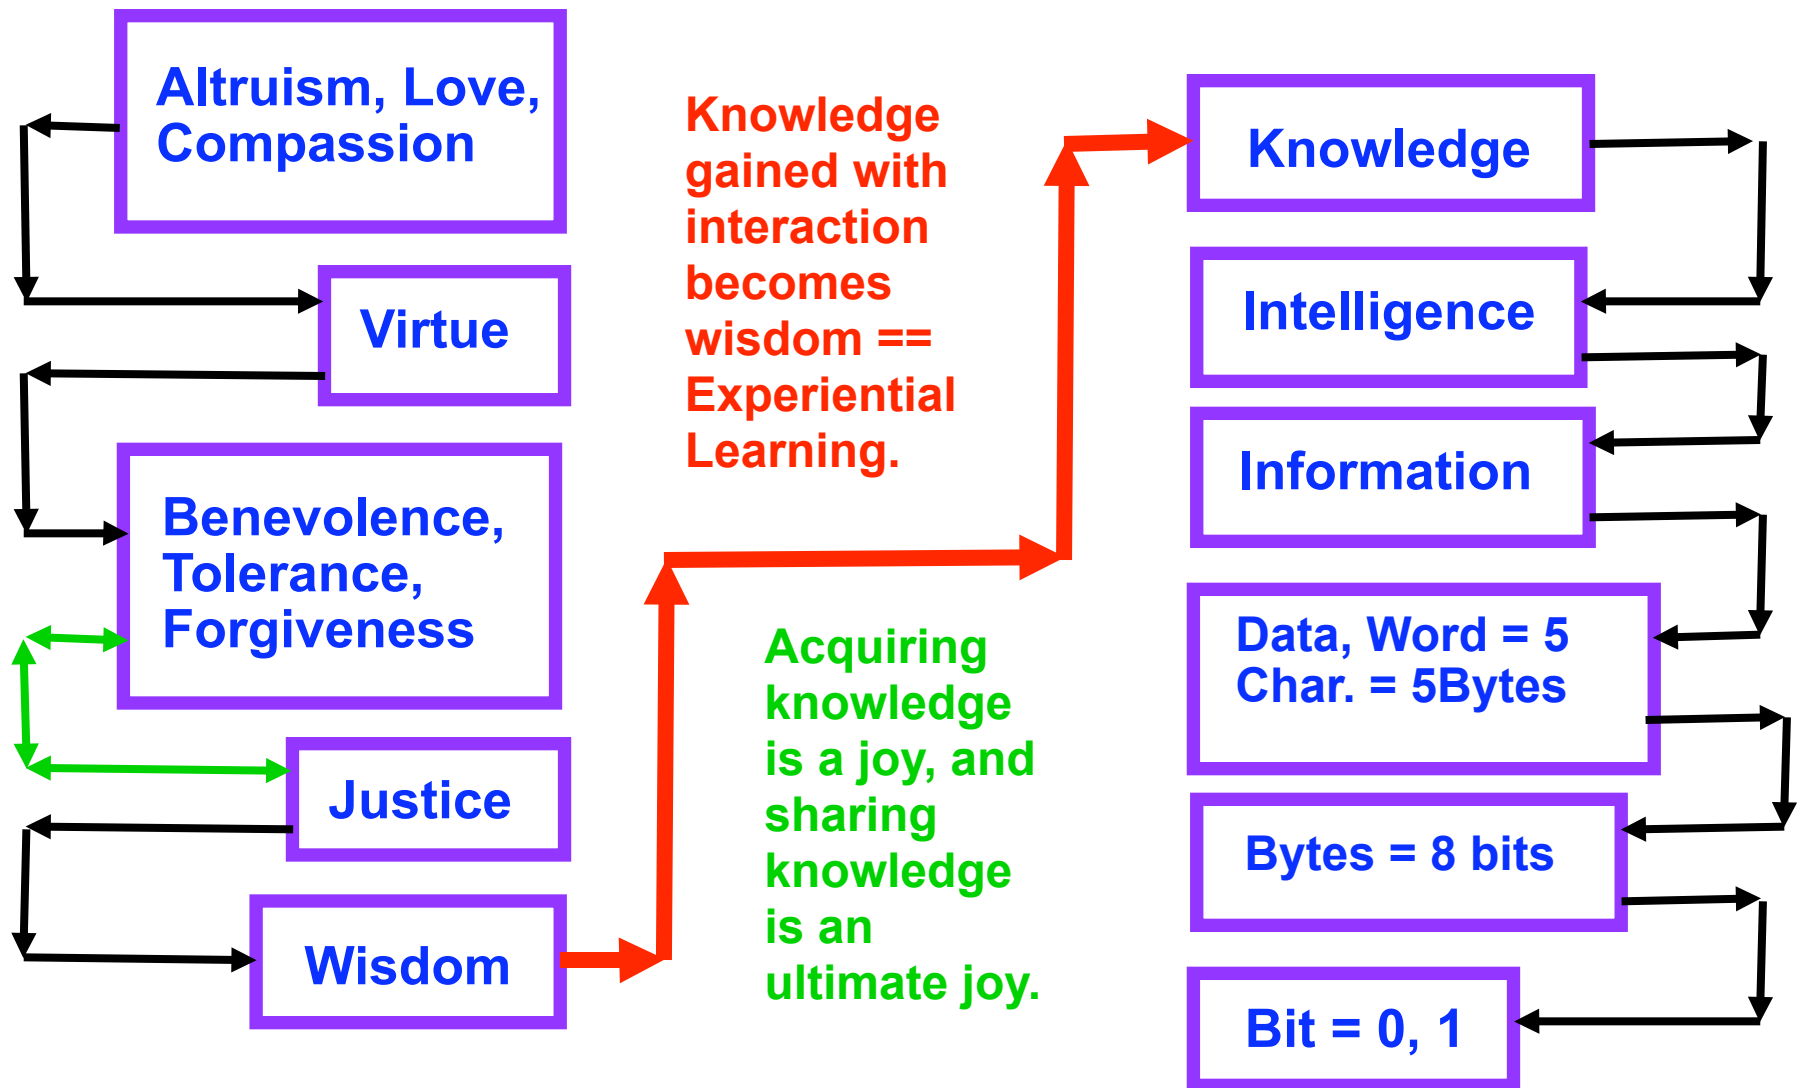 Altruism, Love,
Compassion
Virtue
Benevolence,
Tolerance,
Forgiveness
Justice
Wisdom
Knowledge
gained with
interaction
becomes
wisdom ==
Experiential
Learning.
Acquiring
knowledge
is a joy, and
sharing
knowledge
is an
ultimate joy.
Knowledge
Intelligence
Information
Data, Word = 5
Char. = 5Bytes
Bytes = 8 bits
Bit = 0, 1